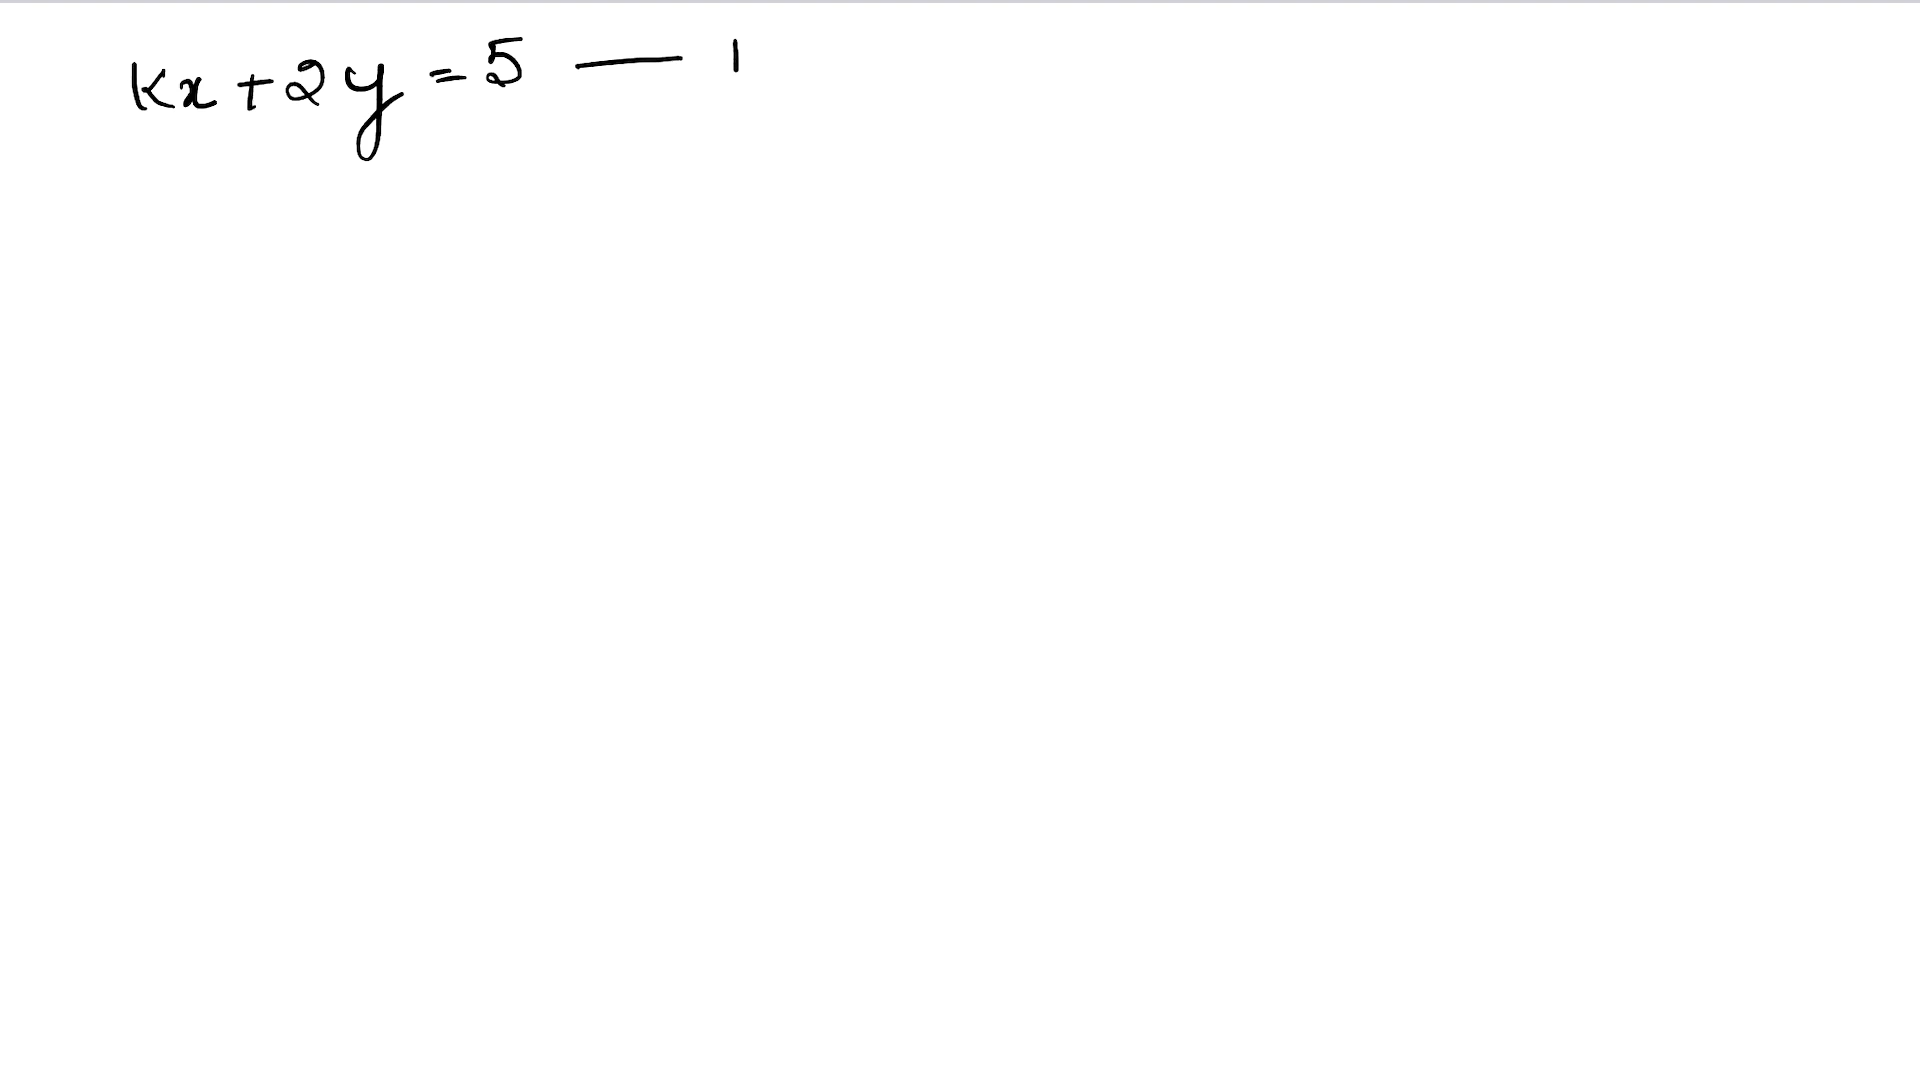 kx + 2y = 5 — 1